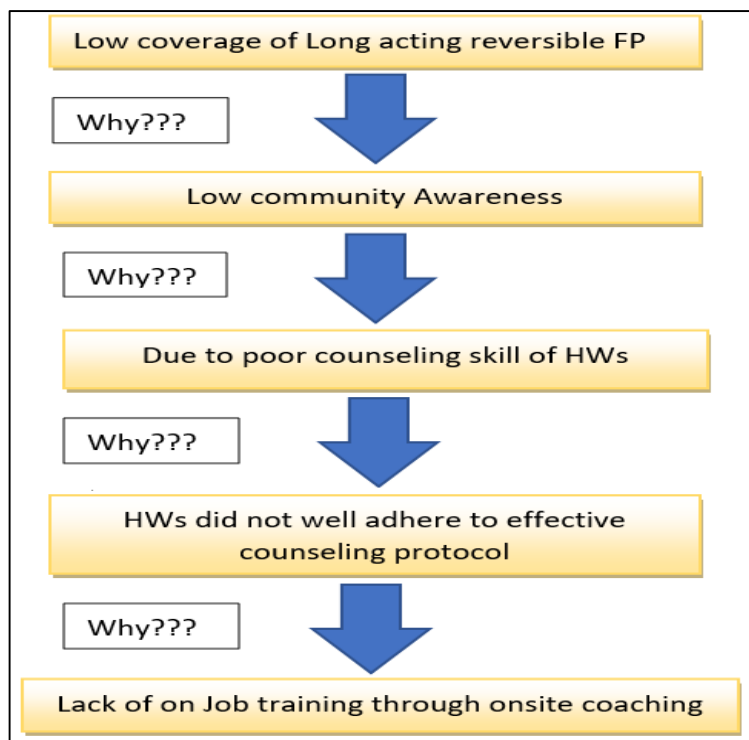 Low coverage of Long acting reversible FP
Why???
Low community Awareness
Why???
Due to poor counseling skill of HWs
Why???
HWs did not well adhere to effective
counseling protocol
Why???
Lack of on Job training through onsite coaching